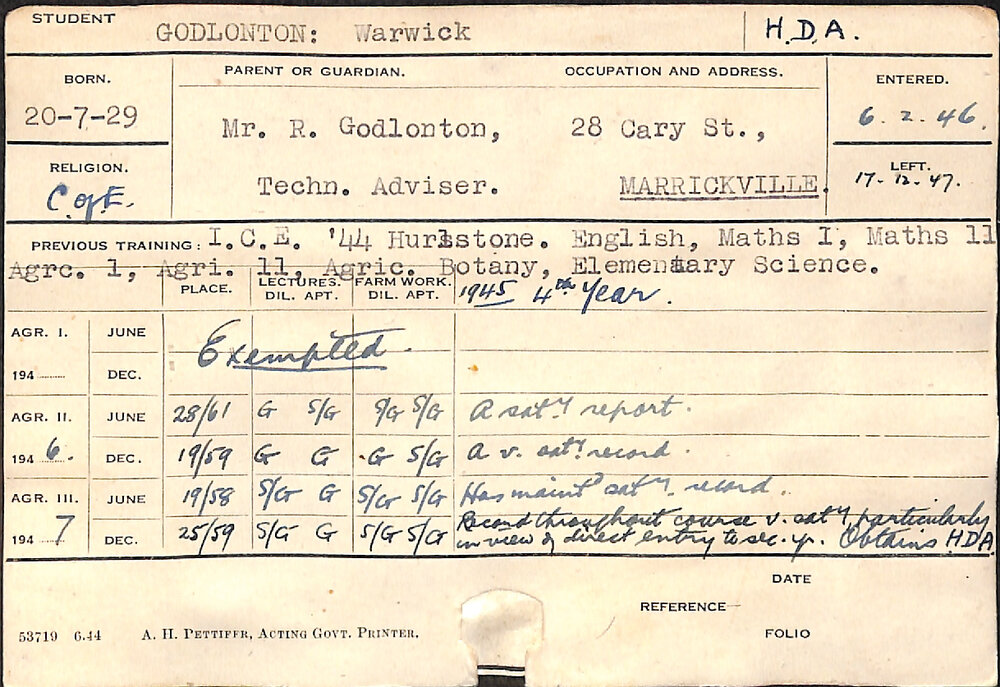 STUDENT GODLONTON: Warwick H.D.A.
BORN. PARENT OR GUARDIAN. OCCUPATION AND ADDRESS. ENTERED.
20-7-29 Mr. R. Godlonton, 28 Cary St., 6.2.46.
RELIGION. LEFT.
C. of E. Techn. Adviser. MARRICKVILLE. 17.12.47.
PREVIOUS TRAINING: I.C.E. '44 Hurlstone. English, Maths I, Maths 11
Agrc. 1, Agri. 11, Agric. Botany, Elementary Science.
PLACE. LECTURES. DIL. APT. FARM WORK. DIL. APT. 1945 4th Year.
AGR. I. JUNE Exempted.
194 DEC.
AGR. II. JUNE 28/61 G S/G S/G S/G A saty report.
194 6. DEC. 19/59 G G G S/G A v. saty. record.
AGR. III. JUNE 19/58 S/G G S/G S/G Has maintd saty. record.
194 7 DEC. 25/59 S/G G S/G S/G Record throughout course v. saty, particularly
in view of direct entry to sec. yr. Obtains HDA
DATE
REFERENCE
53719 6.44 A. H. PETTIFER, ACTING GOVT. PRINTER. FOLIO